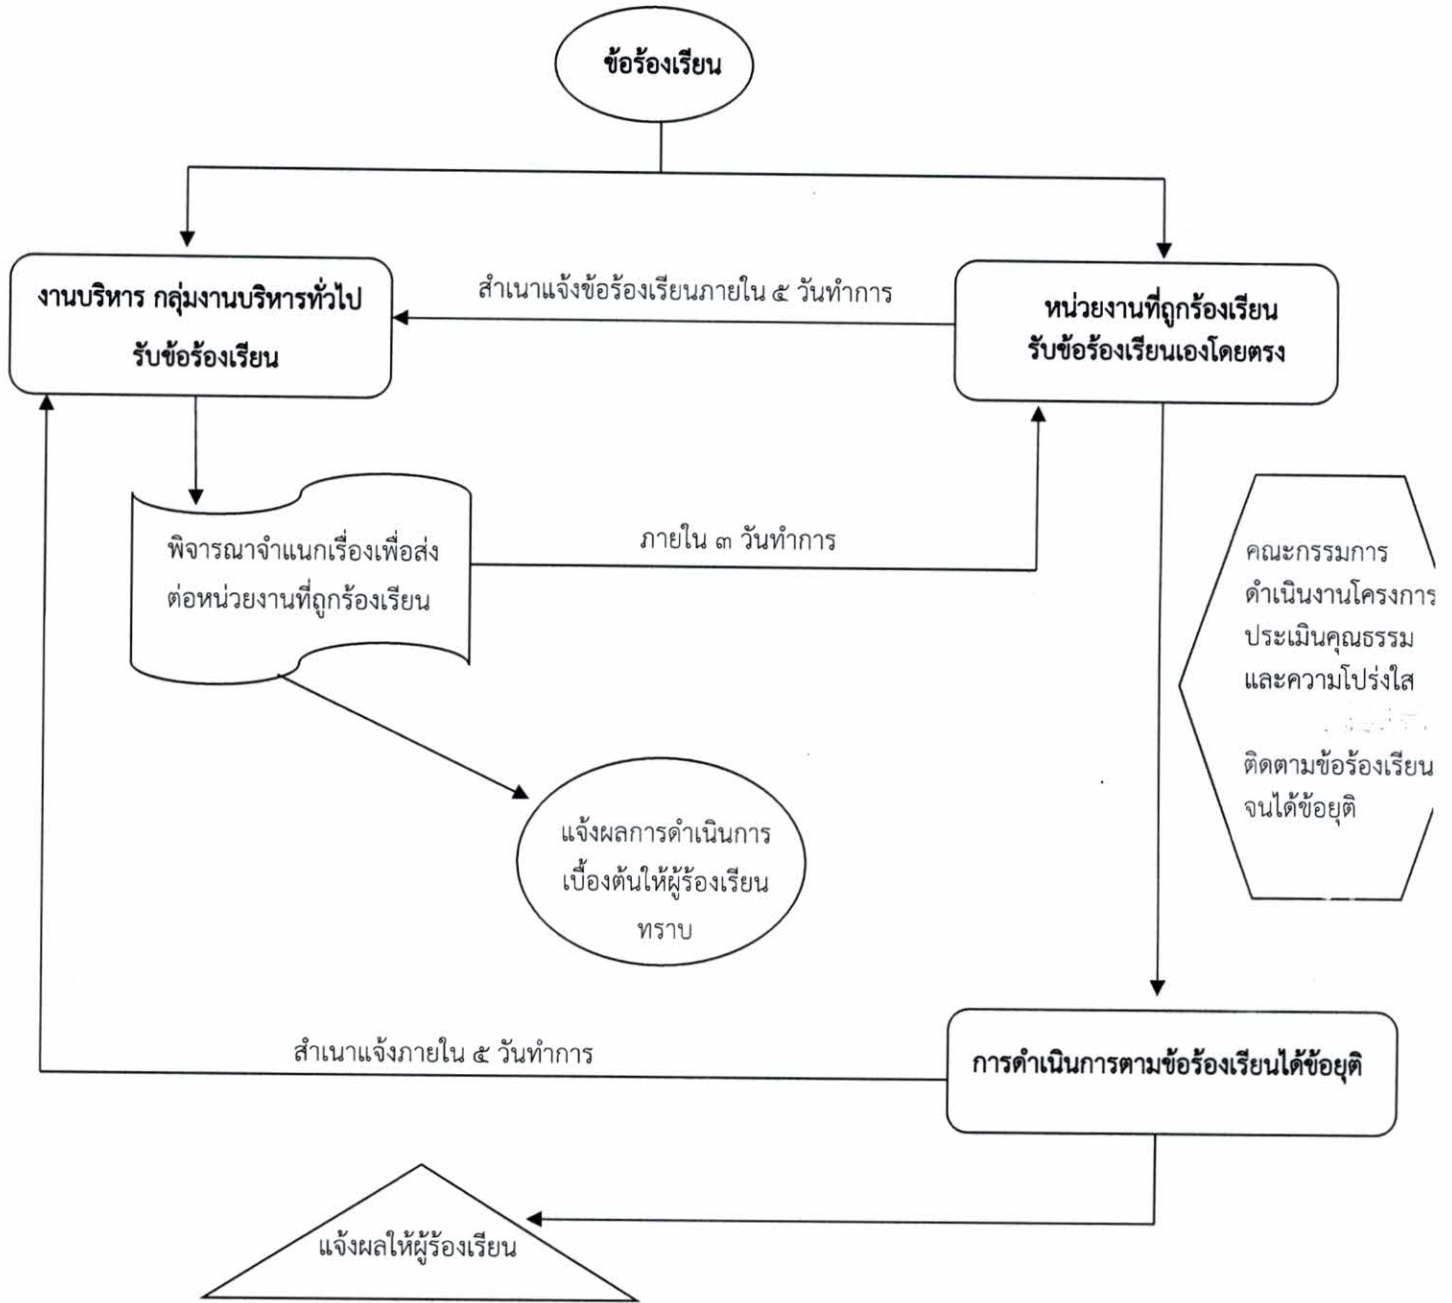 ข้อร้องเรียน
งานบริหาร กลุ่มงานบริหารทั่วไป
รับข้อร้องเรียน
สำเนาแจ้งข้อร้องเรียนภายใน ๕ วันทำการ
หน่วยงานที่ถูกร้องเรียน
รับข้อร้องเรียนเองโดยตรง
พิจารณาจำแนกเรื่องเพื่อส่ง
ต่อหน่วยงานที่ถูกร้องเรียน
ภายใน ๓ วันทำการ
คณะกรรมการ
ดำเนินงานโครงการ
ประเมินคุณธรรม
และความโปร่งใส
ติดตามข้อร้องเรียน
จนได้ข้อยุติ
แจ้งผลการดำเนินการ
เบื้องต้นให้ผู้ร้องเรียน
ทราบ
สำเนาแจ้งภายใน ๕ วันทำการ
การดำเนินการตามข้อร้องเรียนได้ข้อยุติ
แจ้งผลให้ผู้ร้องเรียน